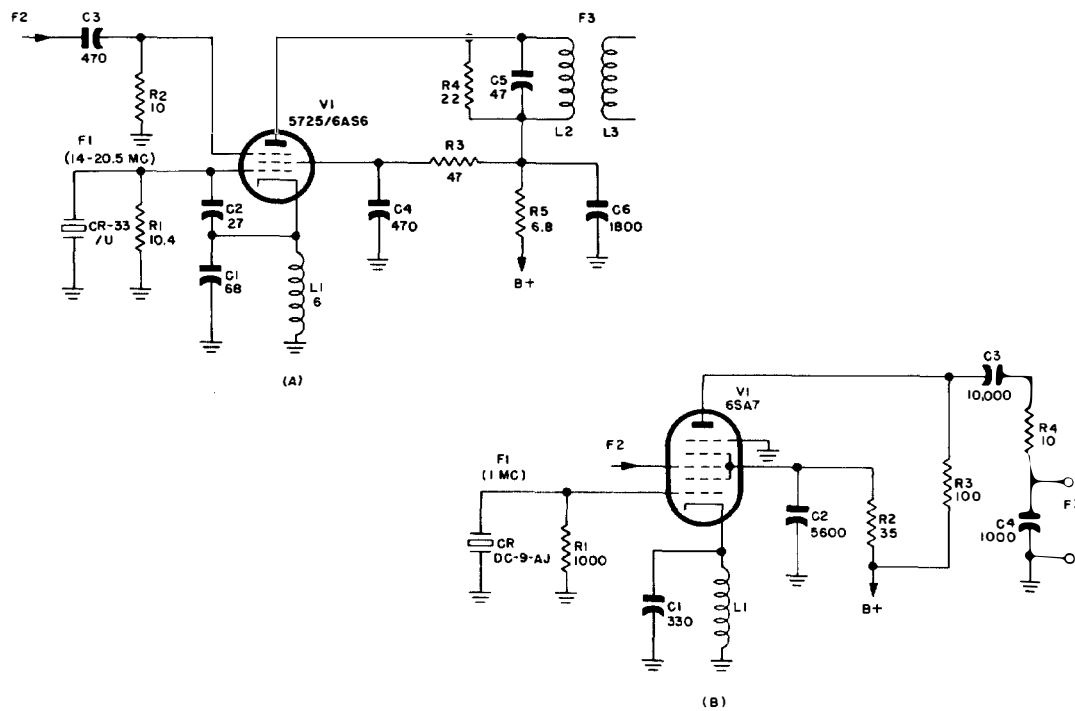 F2
C3
470
R2
10
F1
(14-20.5 MC)
CR-33
/U
R1
10.4
C2
27
C1
68
L1
6
V1
5725/6AS6
C4
470
R3
47
R4
22
C5
47
F3
L2
L3
R5
6.8
B+
C6
1800
(A)
F1
(1 MC)
CR
DC-9-AJ
R1
1000
F2
V1
6SA7
C1
330
L1
C2
5600
R2
35
B+
R3
100
C3
10,000
R4
10
C4
1000
(B)